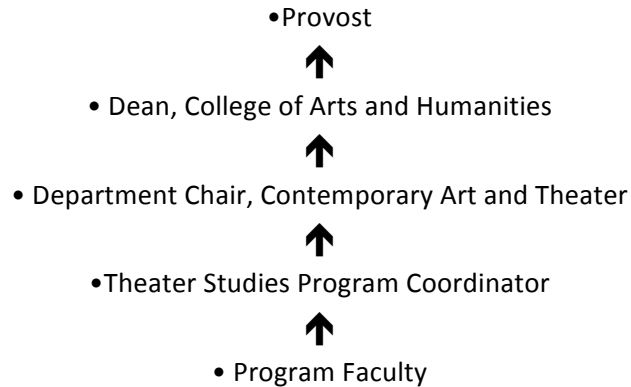 •Provost
• Dean, College of Arts and Humanities
• Department Chair, Contemporary Art and Theater
•Theater Studies Program Coordinator
• Program Faculty